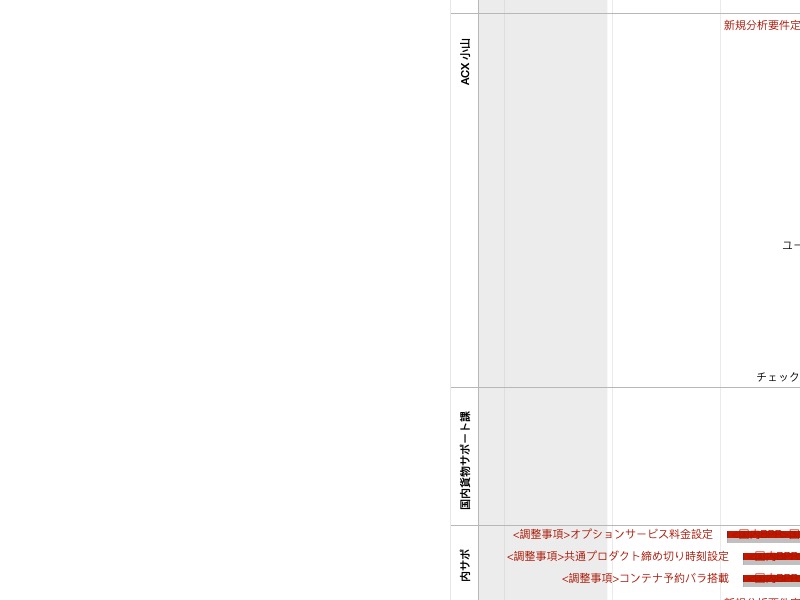 新規分析要件定
ACX 小山
ユー
チェック
国内貨物サポート課
内サポ
<調整事項>オプションサービス料金設定
<調整事項>共通プロダクト締め切り時刻設定
<調整事項>コンテナ予約バラ搭載